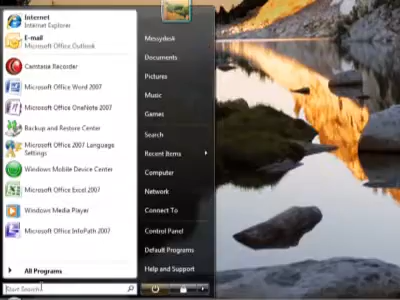 Internet
Internet Explorer
E-mail
Microsoft Office Outlook
Camtasia Recorder
Microsoft Office Word 2007
Microsoft Office OneNote 2007
Backup and Restore Center
Microsoft Office 2007 Language
Settings
Windows Mobile Device Center
Microsoft Office Excel 2007
Windows Media Player
Microsoft Office InfoPath 2007
All Programs
Start Search
Messydesk
Documents
Pictures
Music
Games
Search
Recent Items
Computer
Network
Connect To
Control Panel
Default Programs
Help and Support